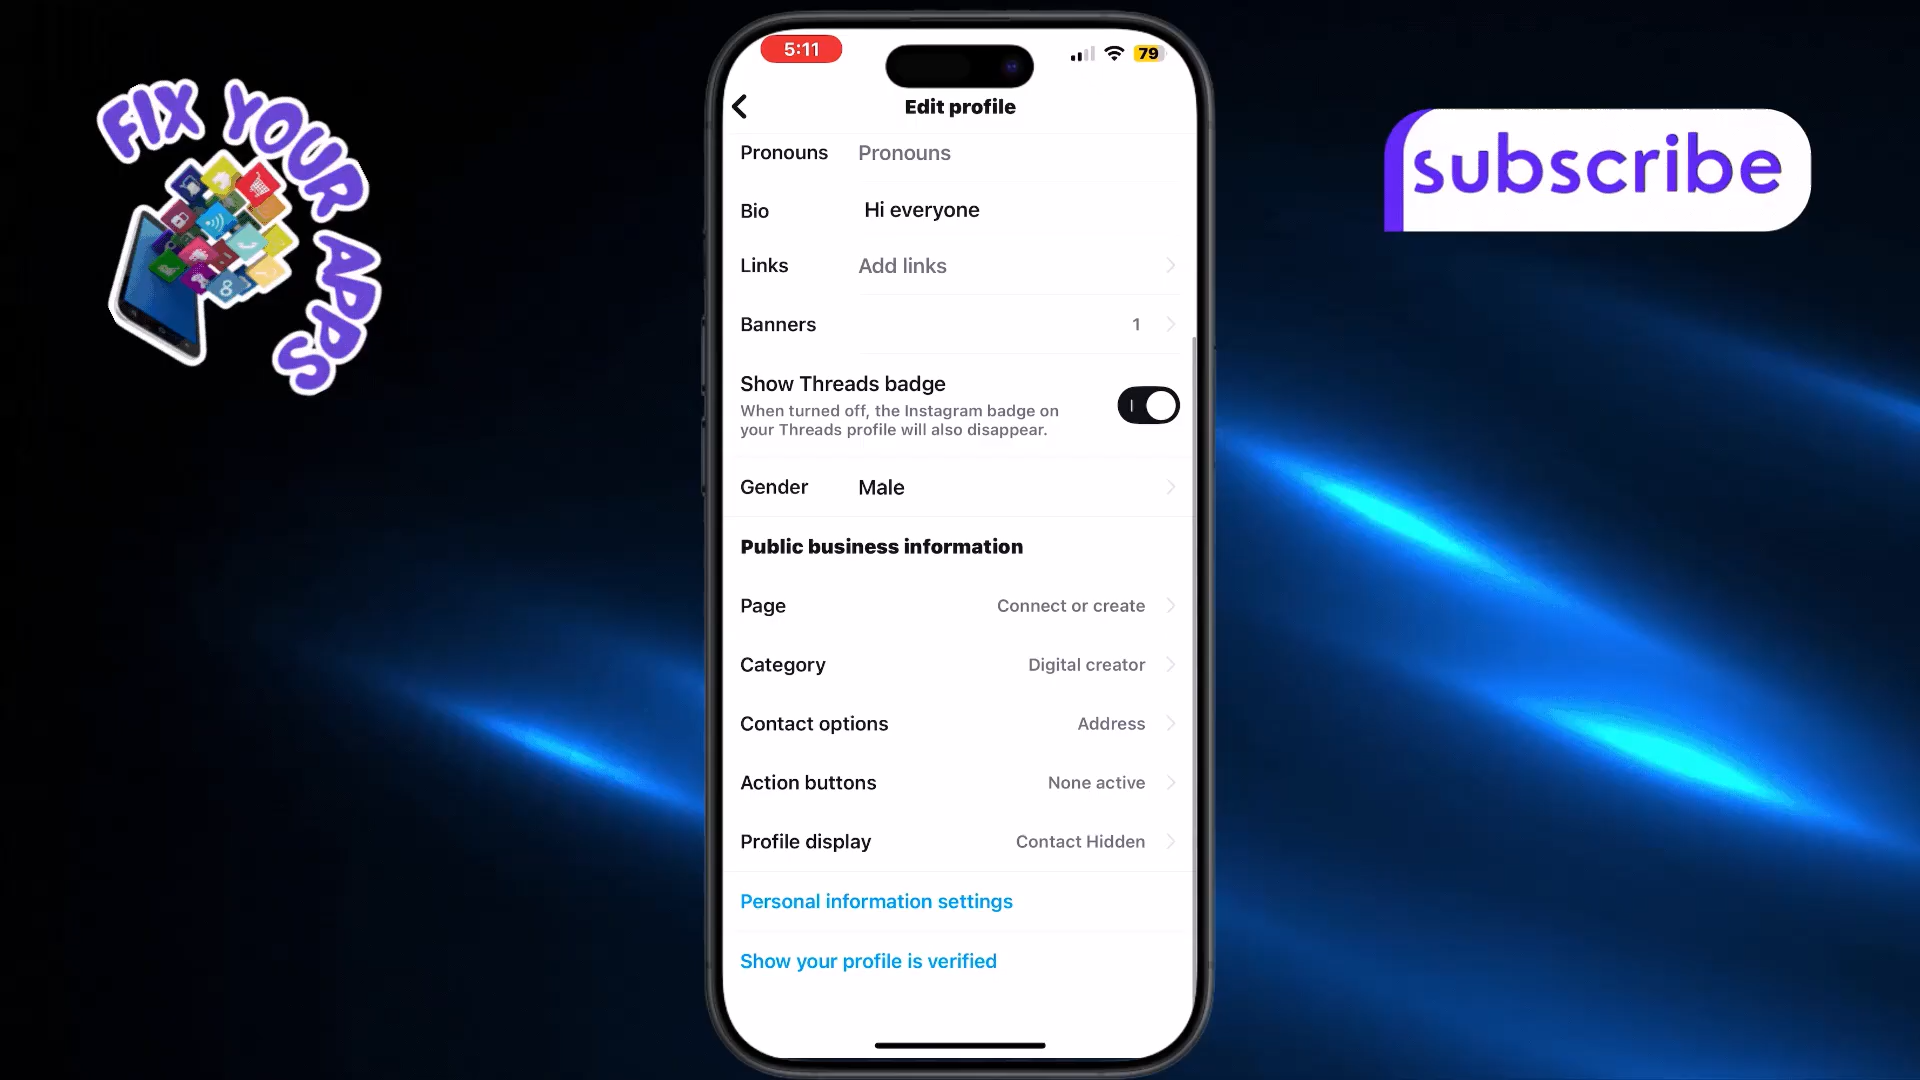 FIX YOUR APPS
subscribe
5:11
79
Edit profile
Pronouns Pronouns
Bio Hi everyone
Links Add links
Banners 1
Show Threads badge
When turned off, the Instagram badge on
your Threads profile will also disappear.
Gender Male
Public business information
Page Connect or create
Category Digital creator
Contact options Address
Action buttons None active
Profile display Contact Hidden
Personal information settings
Show your profile is verified